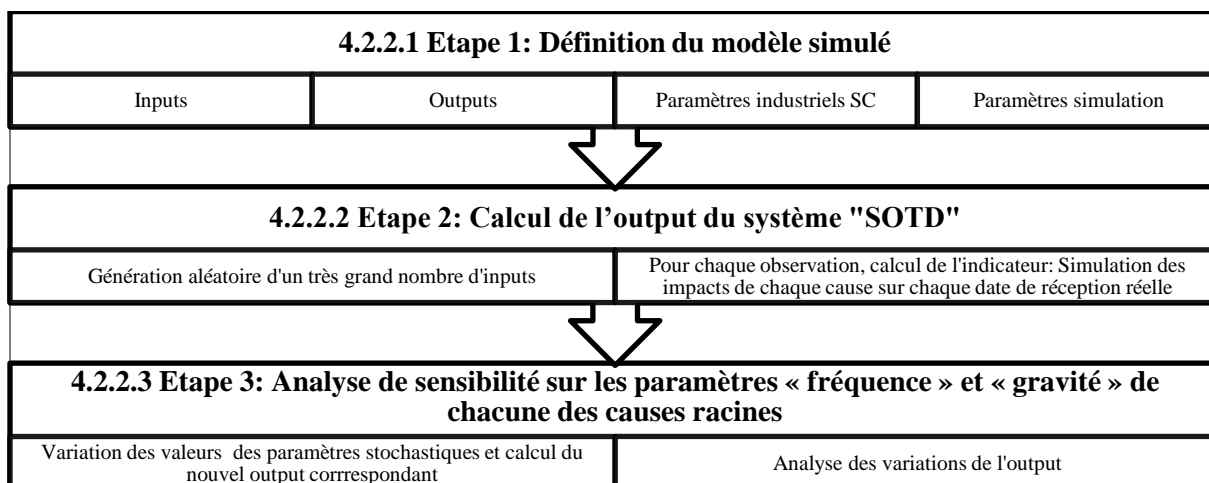 4.2.2.1 Etape 1: Définition du modèle simulé
Inputs
Outputs
Paramètres industriels SC
Paramètres simulation
4.2.2.2 Etape 2: Calcul de l’output du système "SOTD"
Génération aléatoire d'un très grand nombre d'inputs
Pour chaque observation, calcul de l'indicateur: Simulation des
impacts de chaque cause sur chaque date de réception réelle
4.2.2.3 Etape 3: Analyse de sensibilité sur les paramètres « fréquence » et « gravité » de
chacune des causes racines
Variation des valeurs des paramètres stochastiques et calcul du
nouvel output corrrespondant
Analyse des variations de l'output